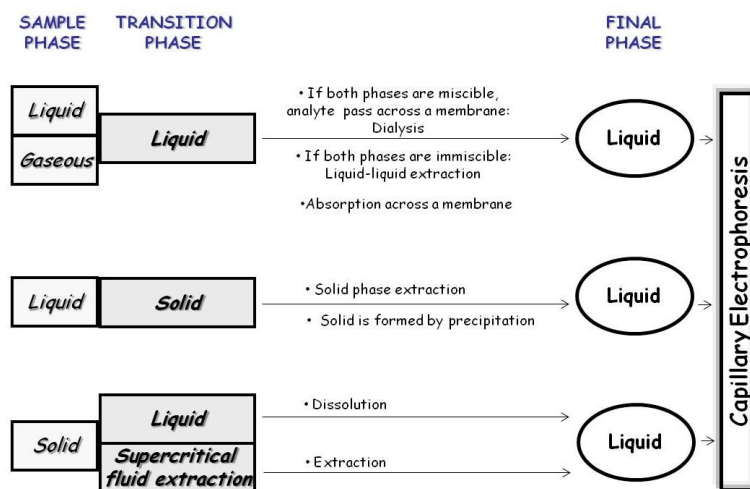 SAMPLE PHASE
TRANSITION PHASE
FINAL PHASE
Liquid
Gaseous
Liquid
• If both phases are miscible,
analyte pass across a membrane:
Dialysis
• If both phases are immiscible:
Liquid-liquid extraction
•Absorption across a membrane
Liquid
Liquid
Solid
• Solid phase extraction
• Solid is formed by precipitation
Liquid
Solid
Liquid
Supercritical
fluid extraction
• Dissolution
• Extraction
Liquid
Capillary Electrophoresis